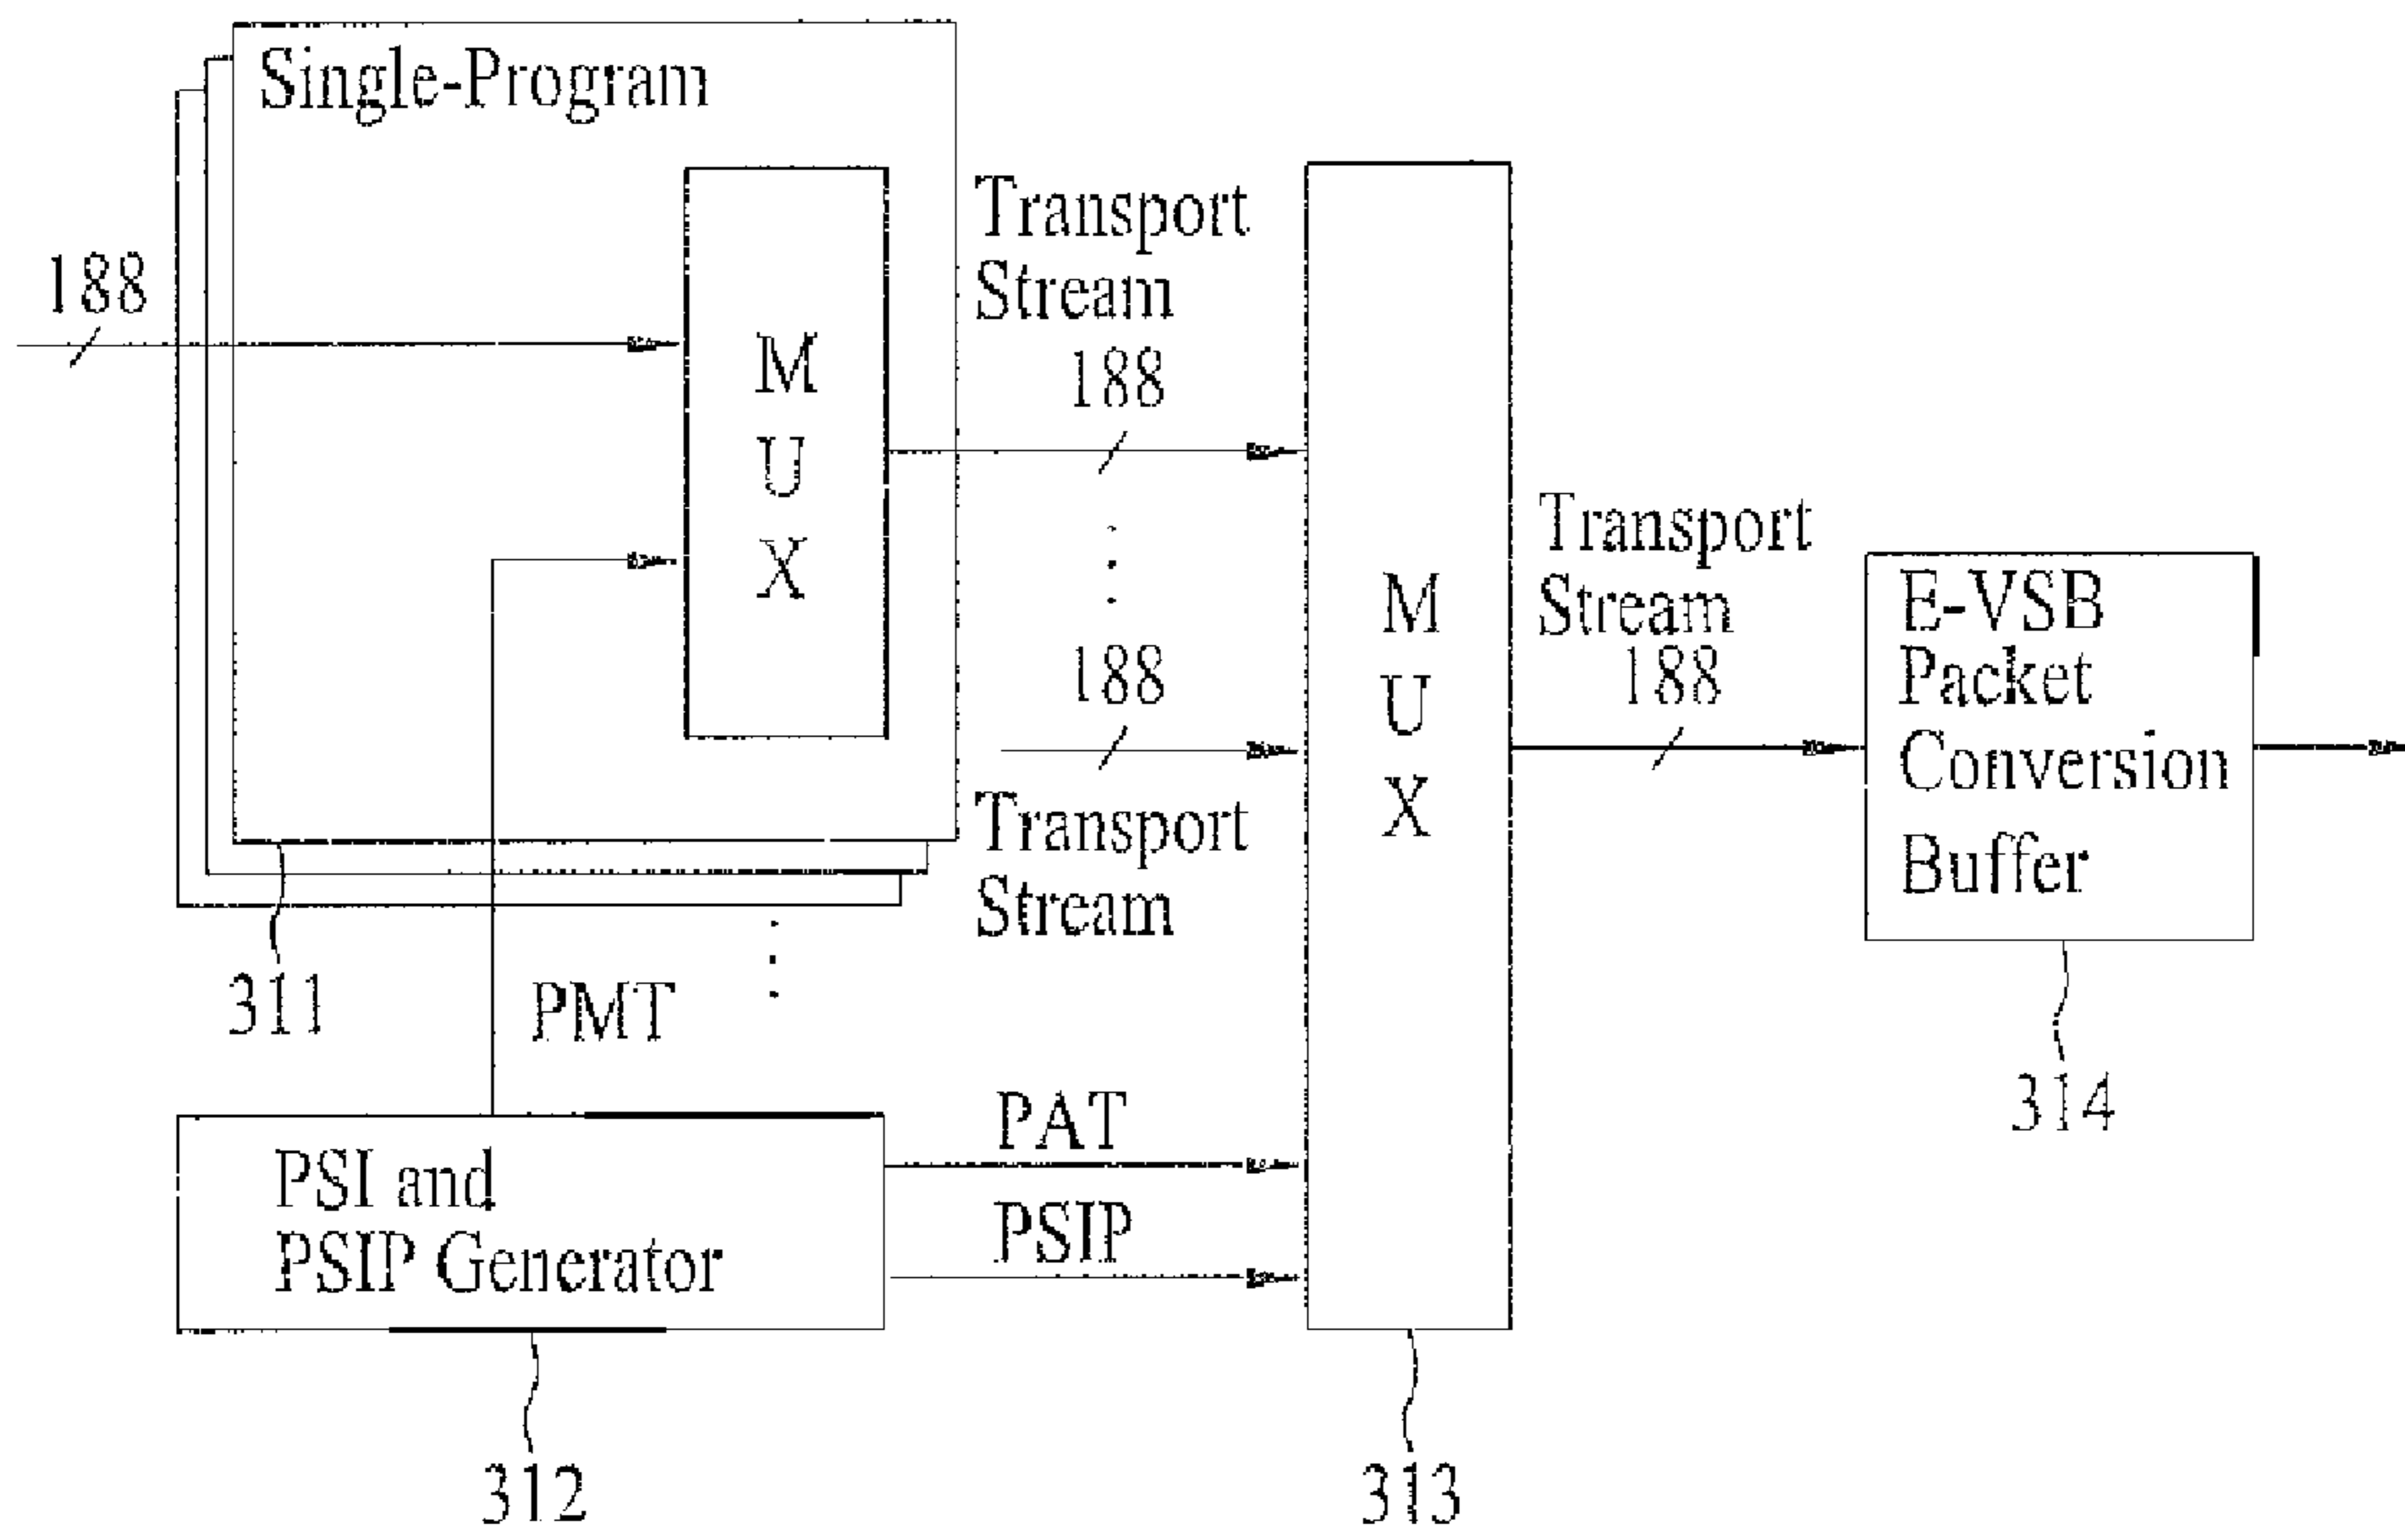 Single-Program
188
M
U
X
Transport
Stream
188
188
Transport
Stream
M
U
X
Transport
Stream
188
E-VSB
Packet
Conversion
Buffer
311
PMT
314
PSI and
PSIP Generator
PAT
PSIP
312
313